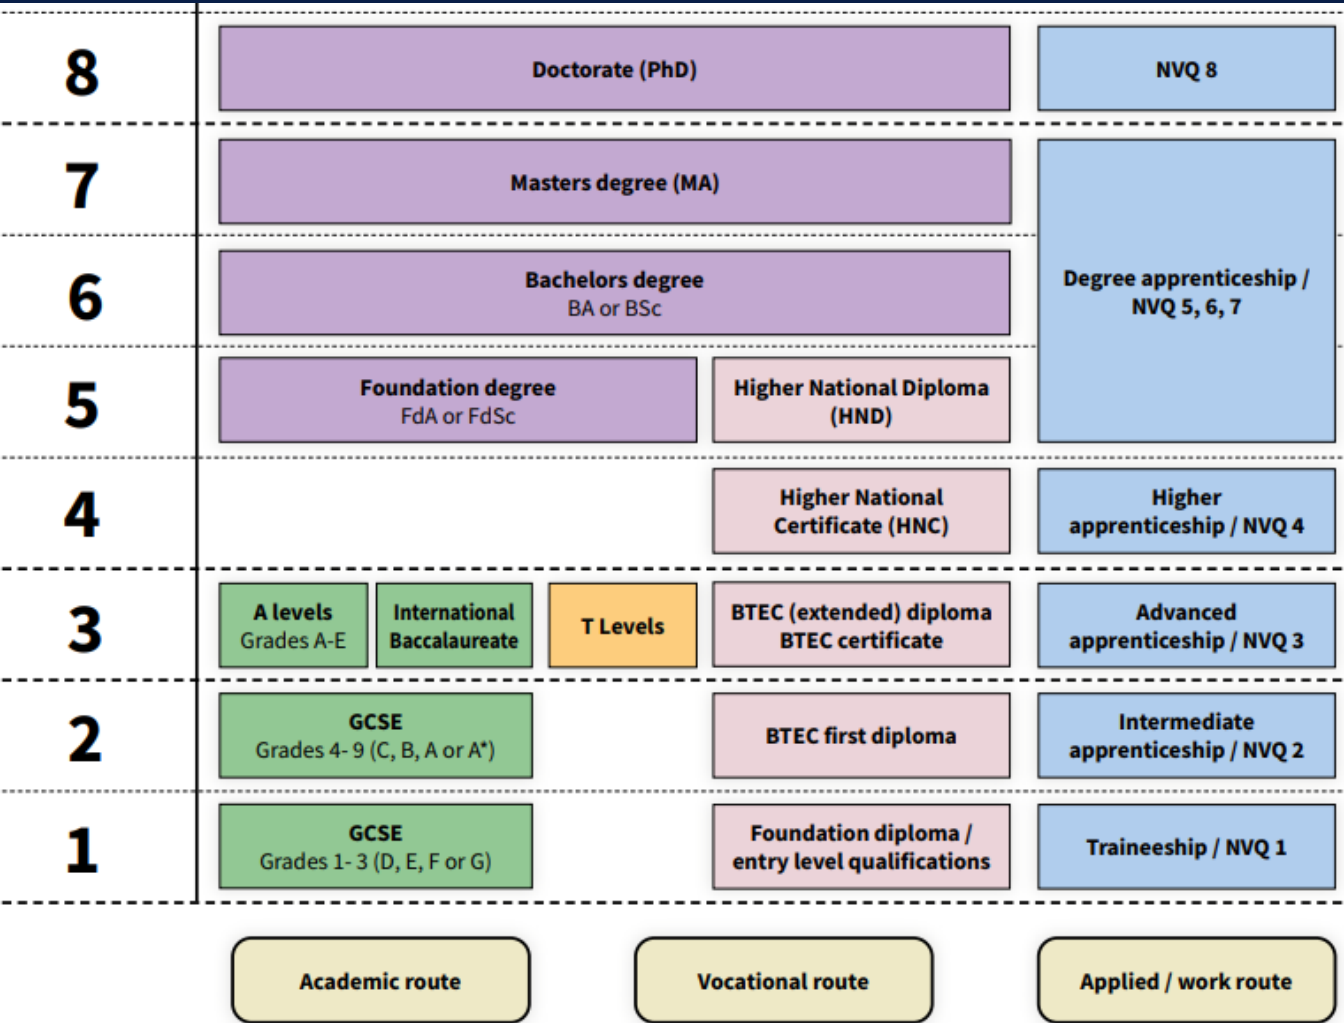 8
Doctorate (PhD)
NVQ 8
7
Masters degree (MA)
Degree apprenticeship /
NVQ 5, 6, 7
6
Bachelors degree
BA or BSc
5
Foundation degree
FdA or FdSc
Higher National Diploma
(HND)
4
Higher National
Certificate (HNC)
Higher
apprenticeship / NVQ 4
3
A levels
Grades A-E
International
Baccalaureate
T Levels
BTEC (extended) diploma
BTEC certificate
Advanced
apprenticeship / NVQ 3
2
GCSE
Grades 4- 9 (C, B, A or A*)
BTEC first diploma
Intermediate
apprenticeship / NVQ 2
1
GCSE
Grades 1- 3 (D, E, F or G)
Foundation diploma /
entry level qualifications
Traineeship / NVQ 1
Academic route
Vocational route
Applied / work route